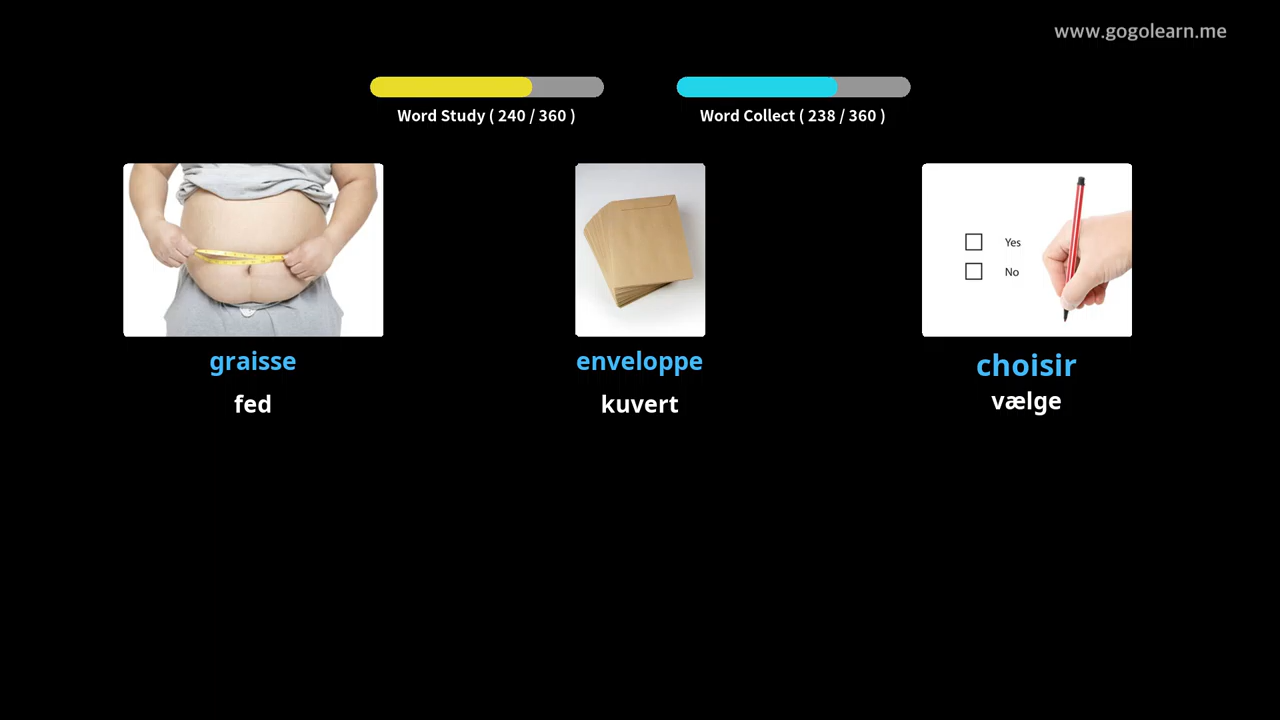 www.gogolearn.me
Word Study ( 240 / 360 )
Word Collect ( 238 / 360 )
Yes
No
graisse
enveloppe
choisir
fed
kuvert
vælge